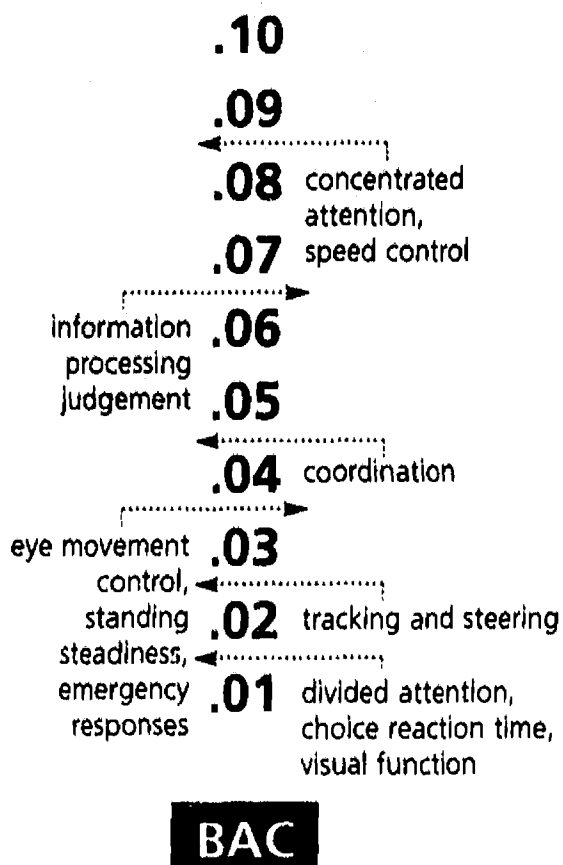 .10
.09
.08 concentrated
attention,
.07 speed control
information .06
processing
judgement .05
.04 coordination
eye movement .03
control,
standing .02 tracking and steering
steadiness,
emergency .01 divided attention,
responses choice reaction time,
visual function
BAC